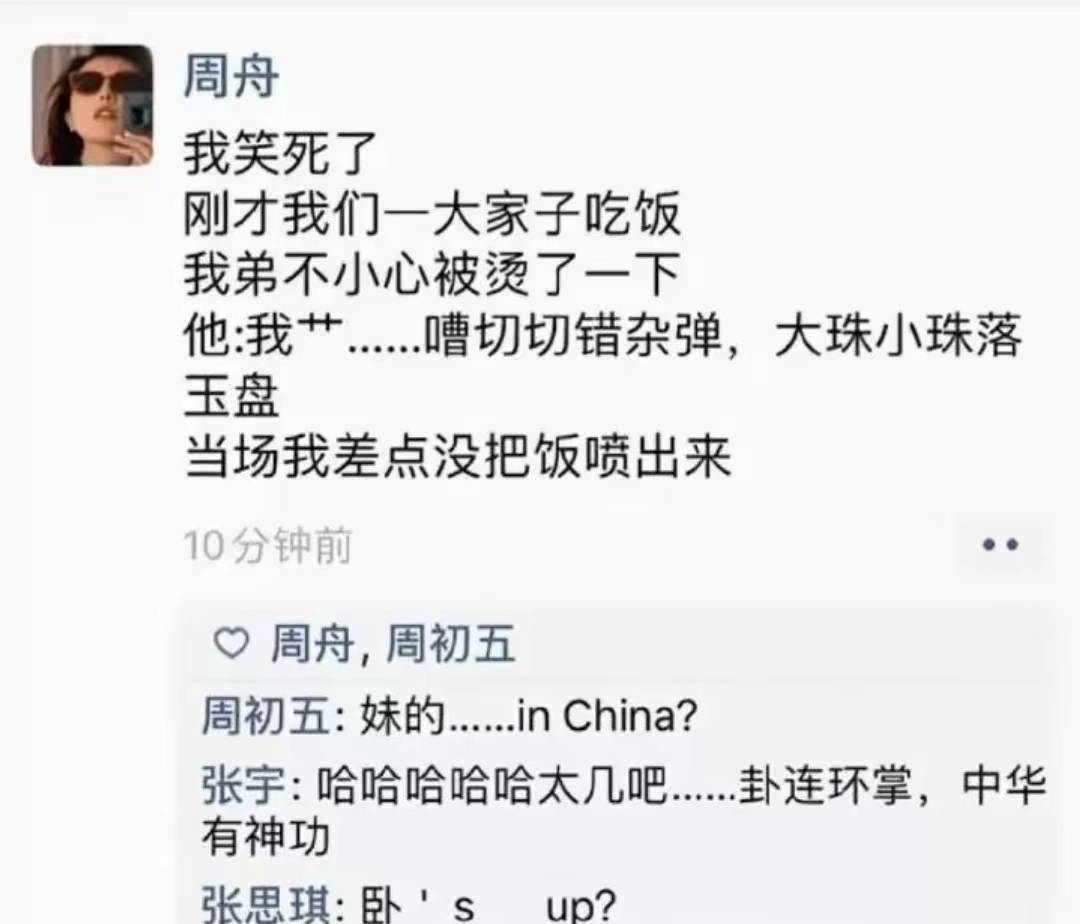 周舟
我笑死了
刚才我们一大家子吃饭
我弟不小心被烫了一下
他:我艹......嘈切切错杂弹，大珠小珠落
玉盘
当场我差点没把饭喷出来
10分钟前
周舟, 周初五
周初五: 妹的......in China?
张宇: 哈哈哈哈哈太几吧......卦连环掌，中华
有神功
张思琪: 卧 ' s up?